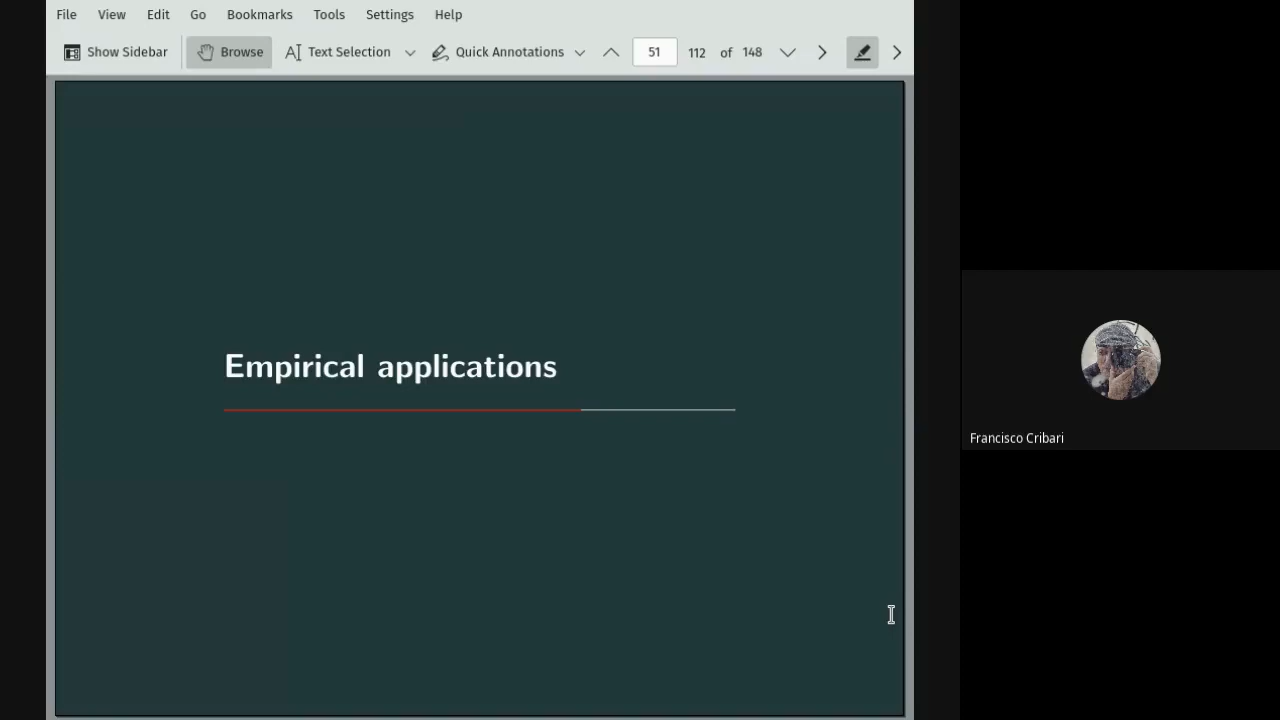 File View Edit Go Bookmarks Tools Settings Help
Show Sidebar Browse Text Selection Quick Annotations 51 112 of 148
Empirical applications
Francisco Cribari